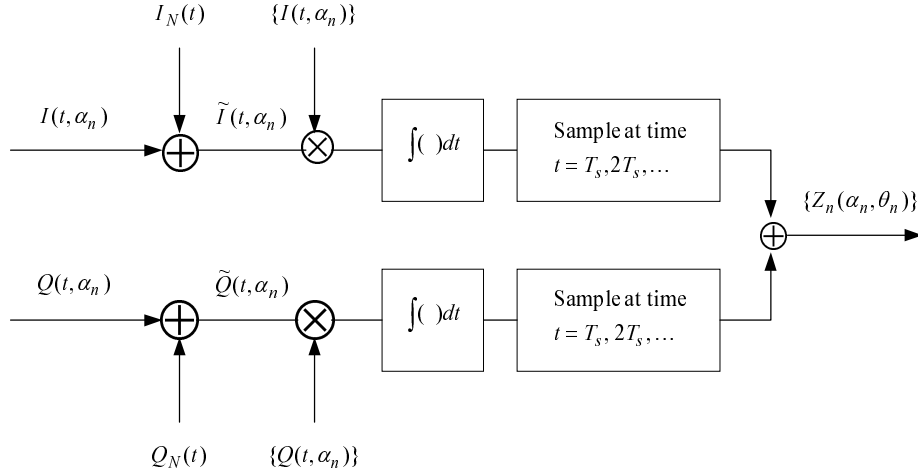 I_N(t) {I(t,α_n)}
I(t,α_n) Ĩ(t,α_n)
∫( )dt
Sample at time
t = T_s,2T_s,…
{Z_n(α_n,θ_n)}
Q(t,α_n) Q̃(t,α_n)
∫( )dt
Sample at time
t = T_s, 2T_s,…
Q_N(t) {Q(t,α_n)}